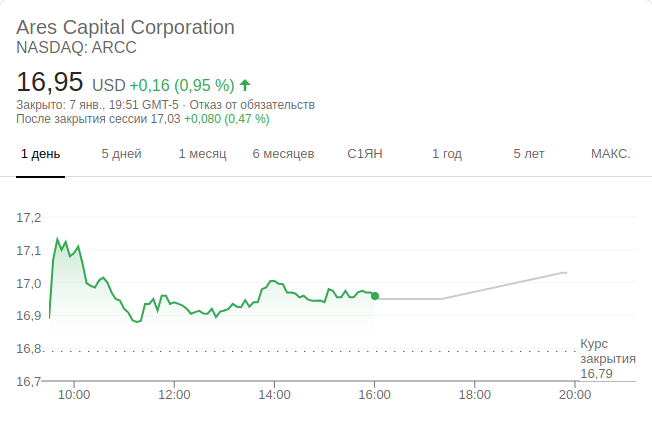 Ares Capital Corporation
NASDAQ: ARCC
16,95 USD +0,16 (0,95 %)
Закрыто: 7 янв., 19:51 GMT-5 · Отказ от обязательств
После закрытия сессии 17,03 +0,080 (0,47 %)
1 день 5 дней 1 месяц 6 месяцев С1ЯН 1 год 5 лет МАКС.
17,2
17,1
17,0
16,9
16,8
16,7
Курс
закрытия
16,79
10:00 12:00 14:00 16:00 18:00 20:00